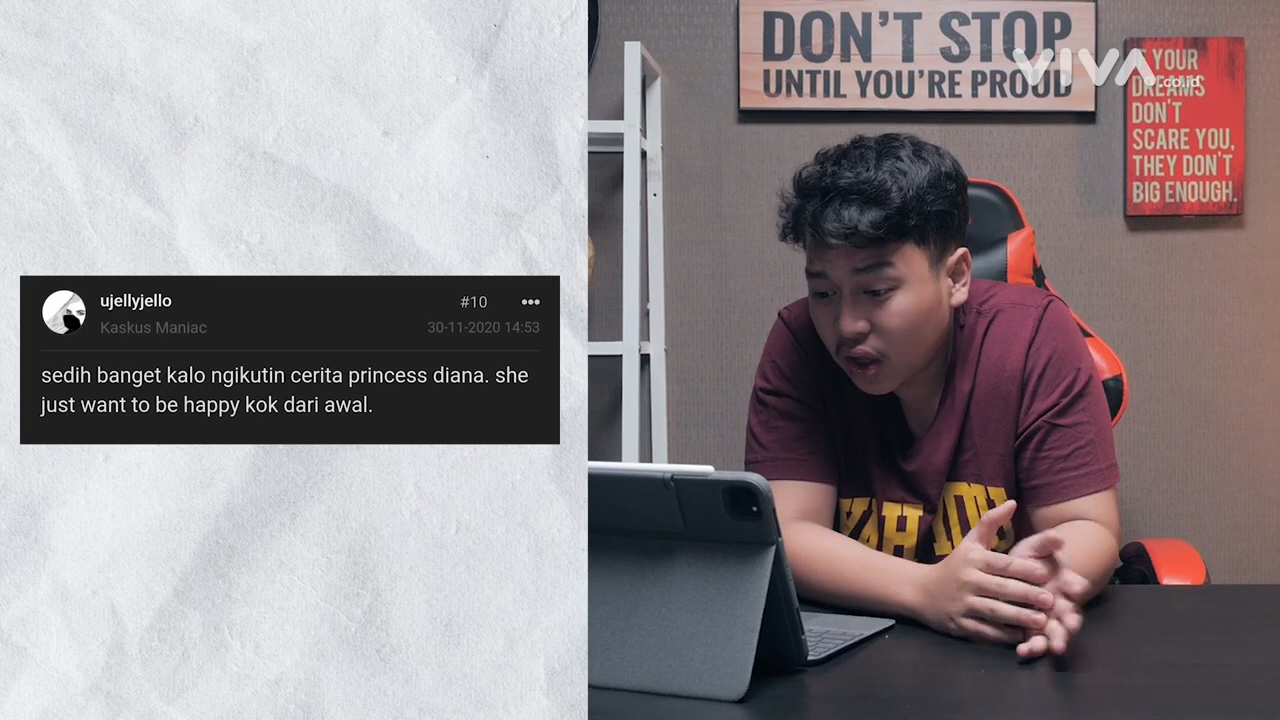 ujellyjello
#10
Kaskus Maniac
30-11-2020 14:53
sedih banget kalo ngikutin cerita princess diana. she
just want to be happy kok dari awal.
DON'T STOP
UNTIL YOU'RE PROUD
VIVA
.co.id
YOUR
DREAMS
DON'T
SCARE YOU,
THEY DON'T
BIG ENOUGH.